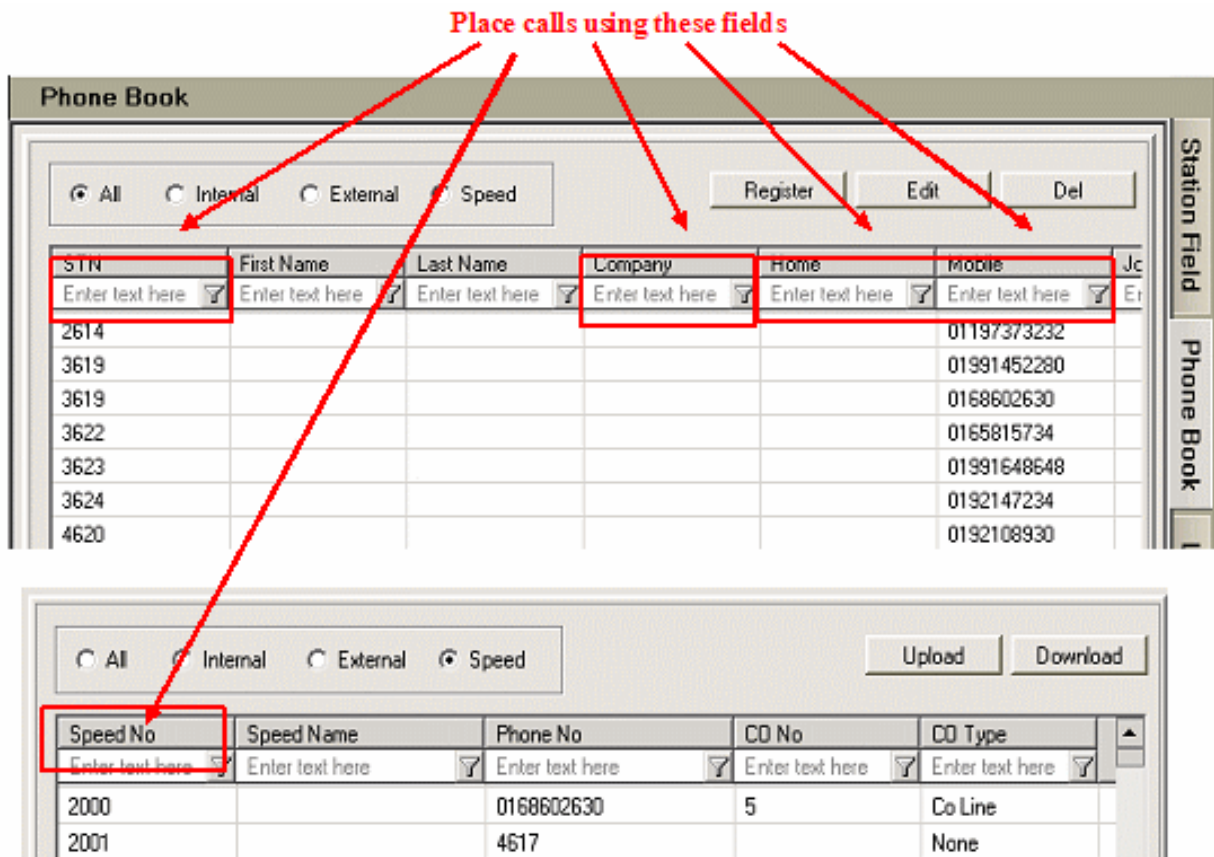 Place calls using these fields
Phone Book
All Internal External Speed Register Edit Del
STN First Name Last Name Company Home Mobile Jo
Enter text here Enter text here Enter text here Enter text here Enter text here Enter text here Er
2614 01197373232
3619 01991452280
3619 0168602630
3622 0165815734
3623 01991648648
3624 0192147234
4620 0192108930
Station Field
Phone Book
All Internal External Speed Upload Download
Speed No Speed Name Phone No CO No CO Type
Enter text here Enter text here Enter text here Enter text here Enter text here
2000 0168602630 5 Co Line
2001 4617 None